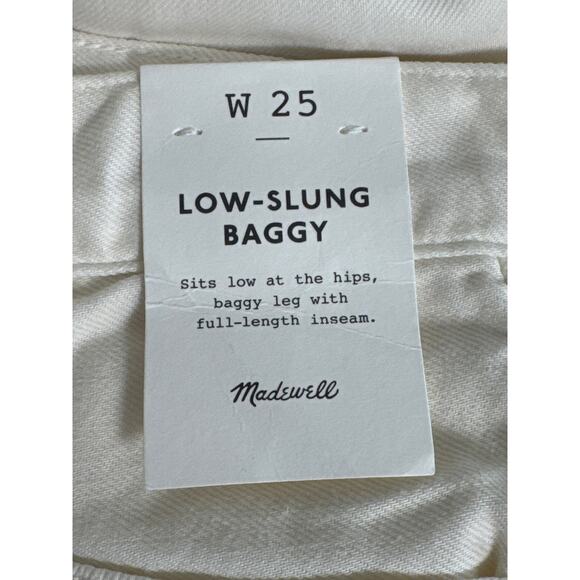 W 25
LOW-SLUNG
BAGGY
Sits low at the hips,
baggy leg with
full-length inseam.
Madewell